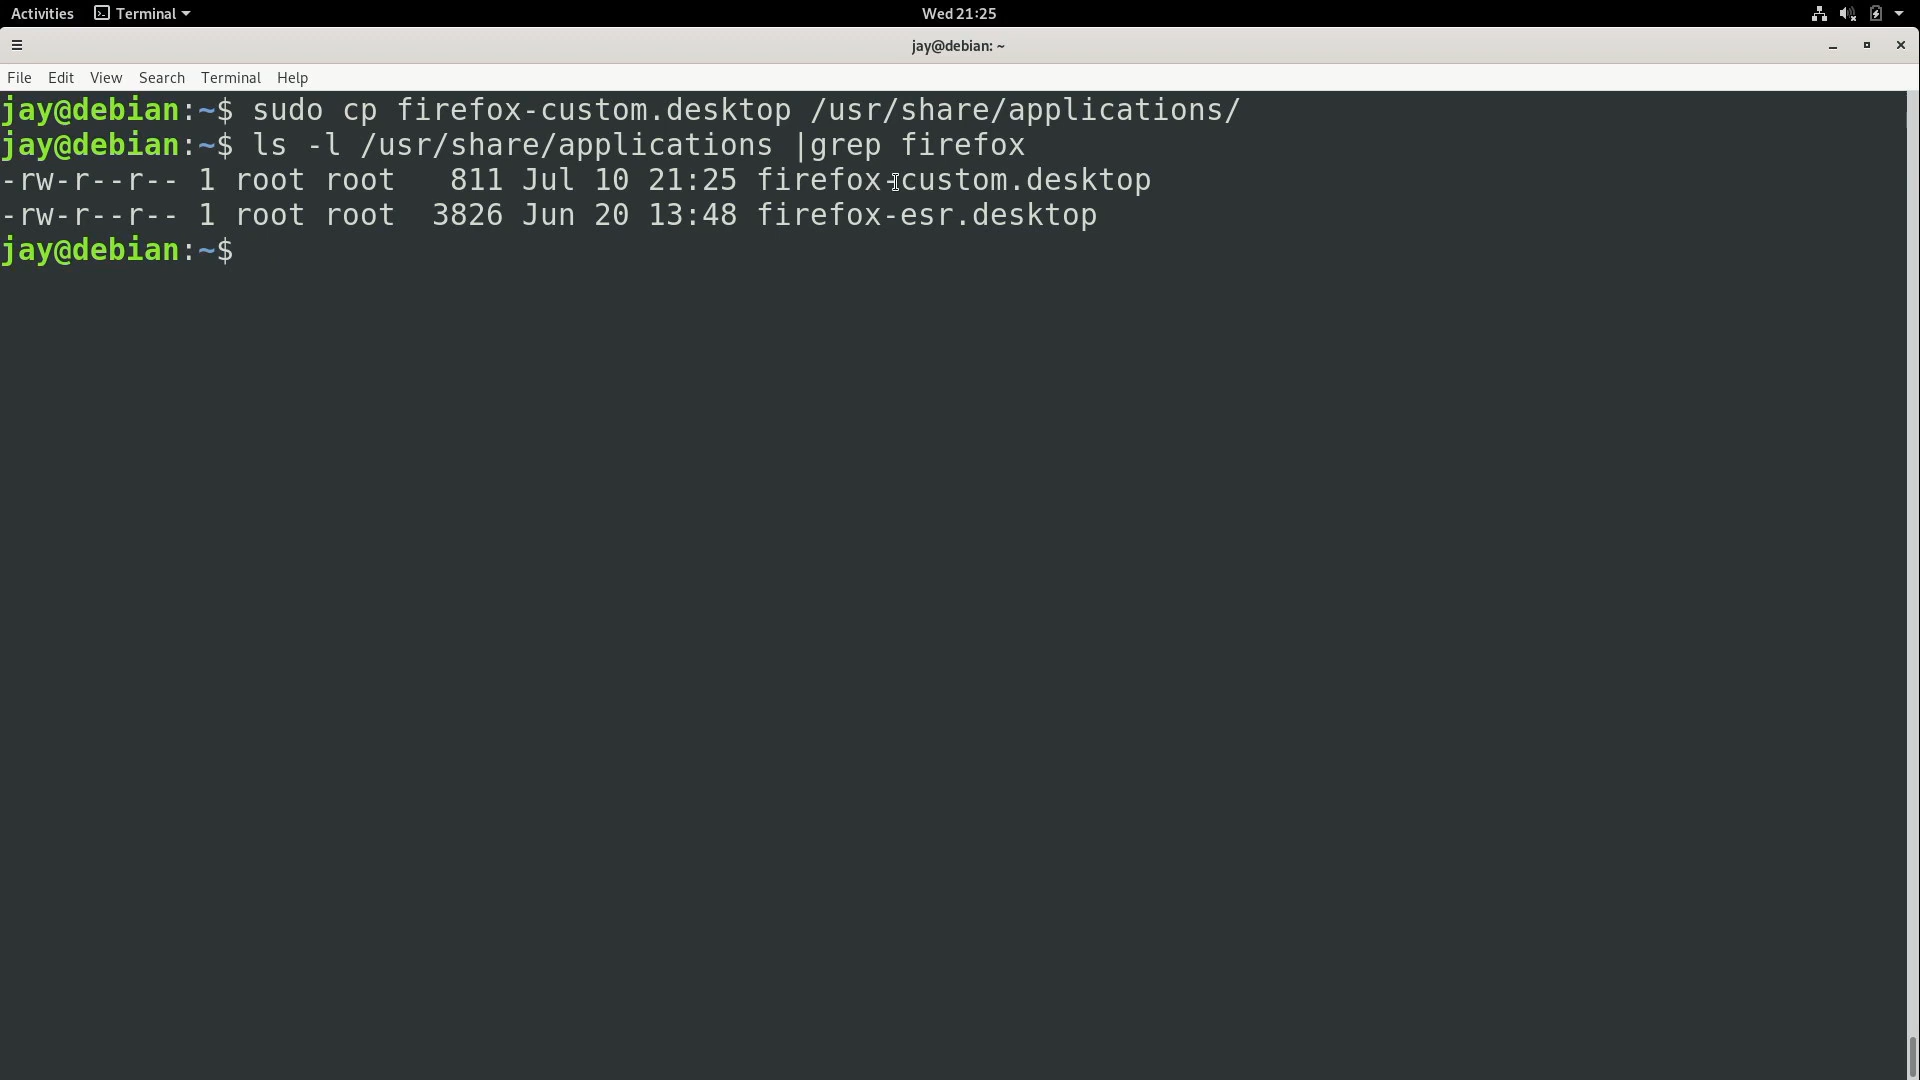 Activities Terminal Wed 21:25
jay@debian: ~
File Edit View Search Terminal Help
jay@debian:~$ sudo cp firefox-custom.desktop /usr/share/applications/
jay@debian:~$ ls -l /usr/share/applications |grep firefox
-rw-r--r-- 1 root root   811 Jul 10 21:25 firefox-custom.desktop
-rw-r--r-- 1 root root  3826 Jun 20 13:48 firefox-esr.desktop
jay@debian:~$